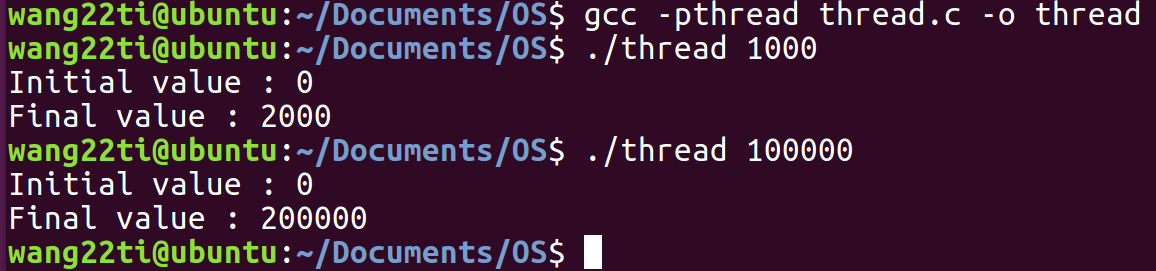 wang22ti@ubuntu:~/Documents/OS$ gcc -pthread thread.c -o thread
wang22ti@ubuntu:~/Documents/OS$ ./thread 1000
Initial value : 0
Final value : 2000
wang22ti@ubuntu:~/Documents/OS$ ./thread 100000
Initial value : 0
Final value : 200000
wang22ti@ubuntu:~/Documents/OS$